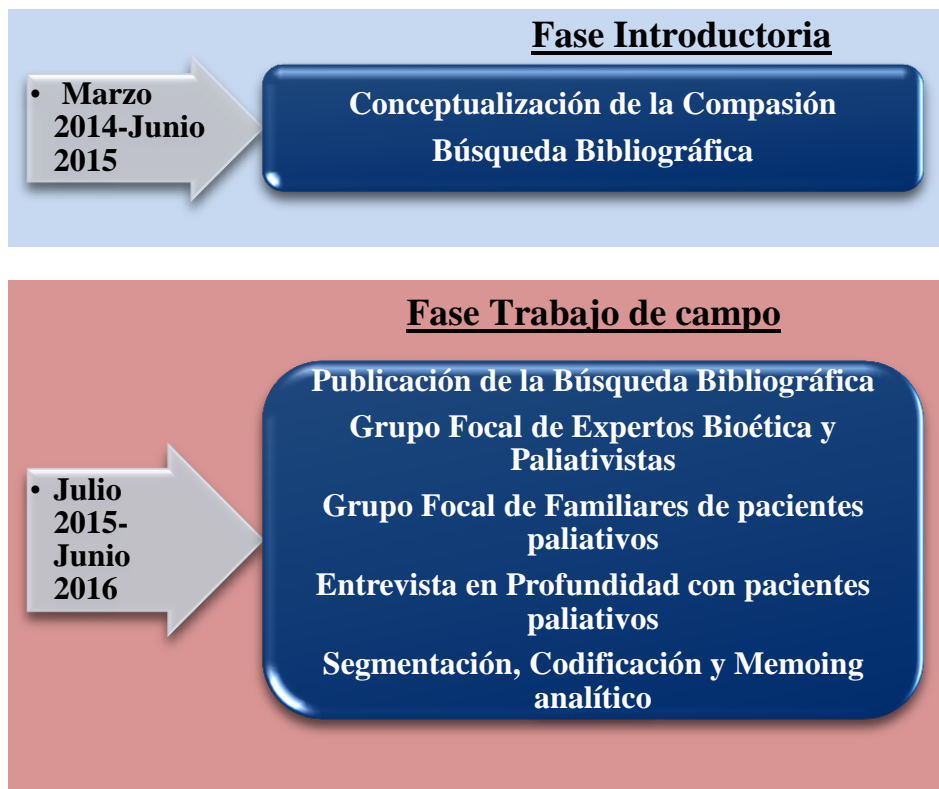 Fase Introductoria
• Marzo
2014-Junio
2015
Conceptualización de la Compasión
Búsqueda Bibliográfica
Fase Trabajo de campo
• Julio
2015-
Junio
2016
Publicación de la Búsqueda Bibliográfica
Grupo Focal de Expertos Bioética y
Paliativistas
Grupo Focal de Familiares de pacientes
paliativos
Entrevista en Profundidad con pacientes
paliativos
Segmentación, Codificación y Memoing
analítico